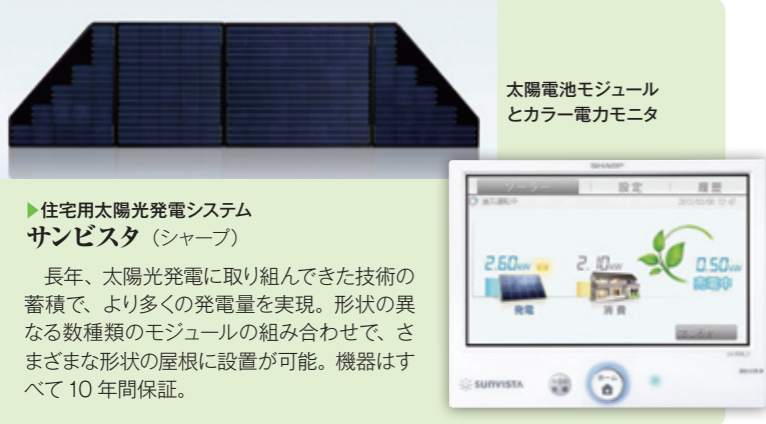 太陽電池モジュール
とカラー電力モニタ
SHARP
ソーラー
設定
履歴
2.60kw
2.10kw
0.50kw
売電中
発電
消費
▶住宅用太陽光発電システム
サンビスタ（シャープ）
長年、太陽光発電に取り組んできた技術の
蓄積で、より多くの発電量を実現。形状の異
なる数種類のモジュールの組み合わせで、さ
まざまな形状の屋根に設置が可能。機器はす
べて10年間保証。
SUNVISTA
ホーム